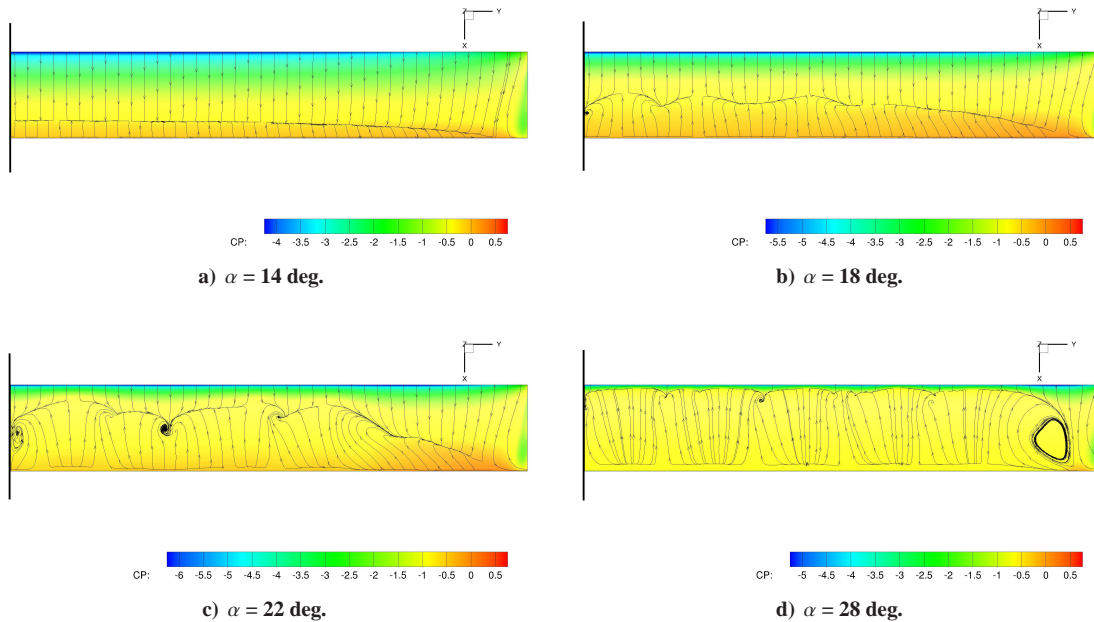 Z Y
X
CP: -4 -3.5 -3 -2.5 -2 -1.5 -1 -0.5 0 0.5
a) α = 14 deg.
Z Y
X
CP: -5.5 -5 -4.5 -4 -3.5 -3 -2.5 -2 -1.5 -1 -0.5 0 0.5
b) α = 18 deg.
Z Y
X
CP: -6 -5.5 -5 -4.5 -4 -3.5 -3 -2.5 -2 -1.5 -1 -0.5 0 0.5
c) α = 22 deg.
Z Y
X
CP: -5 -4.5 -4 -3.5 -3 -2.5 -2 -1.5 -1 -0.5 0 0.5
d) α = 28 deg.